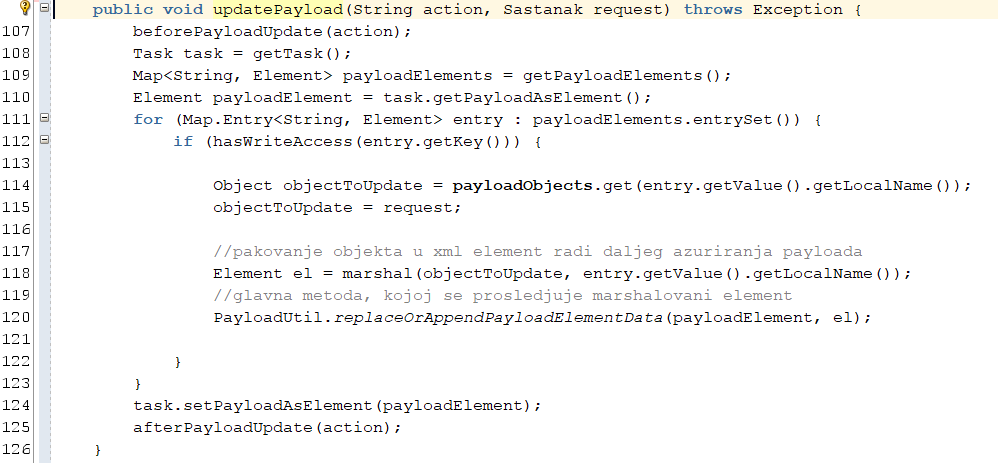 public void updatePayload(String action, Sastanak request) throws Exception {
107 beforePayloadUpdate(action);
108 Task task = getTask();
109 Map<String, Element> payloadElements = getPayloadElements();
110 Element payloadElement = task.getPayloadAsElement();
111 for (Map.Entry<String, Element> entry : payloadElements.entrySet()) {
112 if (hasWriteAccess(entry.getKey())) {
113
114 Object objectToUpdate = payloadObjects.get(entry.getValue().getLocalName());
115 objectToUpdate = request;
116
117 //pakovanje objekta u xml element radi daljeg azuriranja payloada
118 Element el = marshal(objectToUpdate, entry.getValue().getLocalName());
119 //glavna metoda, kojoj se prosledjuje marshalovani element
120 PayloadUtil.replaceOrAppendPayloadElementData(payloadElement, el);
121
122 }
123 }
124 task.setPayloadAsElement(payloadElement);
125 afterPayloadUpdate(action);
126 }